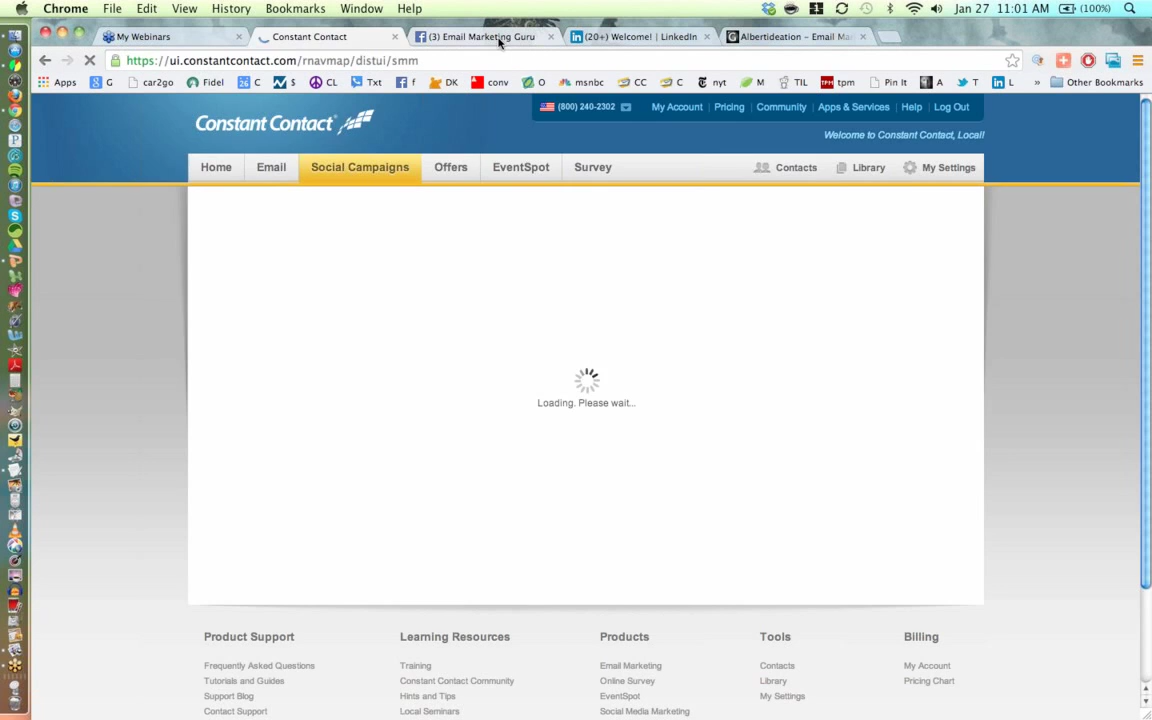 Chrome File Edit View History Bookmarks Window Help
Jan 27 11:01 AM (100%)
My Webinars
Constant Contact
(3) Email Marketing Guru
(20+) Welcome! | LinkedIn
Albertideation – Email Ma
https://ui.constantcontact.com/rnavmap/distui/smm
Apps G car2go Fidel C $ CL Txt f DK conv O msnbc CC C nyt M TIL tpm Pin It A T L » Other Bookmarks
Constant Contact
(800) 240-2302
My Account | Pricing | Community | Apps & Services | Help | Log Out
Welcome to Constant Contact, Local!
Home Email Social Campaigns Offers EventSpot Survey
Contacts Library My Settings
Loading. Please wait...
Product Support Learning Resources Products Tools Billing
Frequently Asked Questions Training Email Marketing Contacts My Account
Tutorials and Guides Constant Contact Community Online Survey Library Pricing Chart
Support Blog Hints and Tips EventSpot My Settings
Contact Support Local Seminars Social Media Marketing